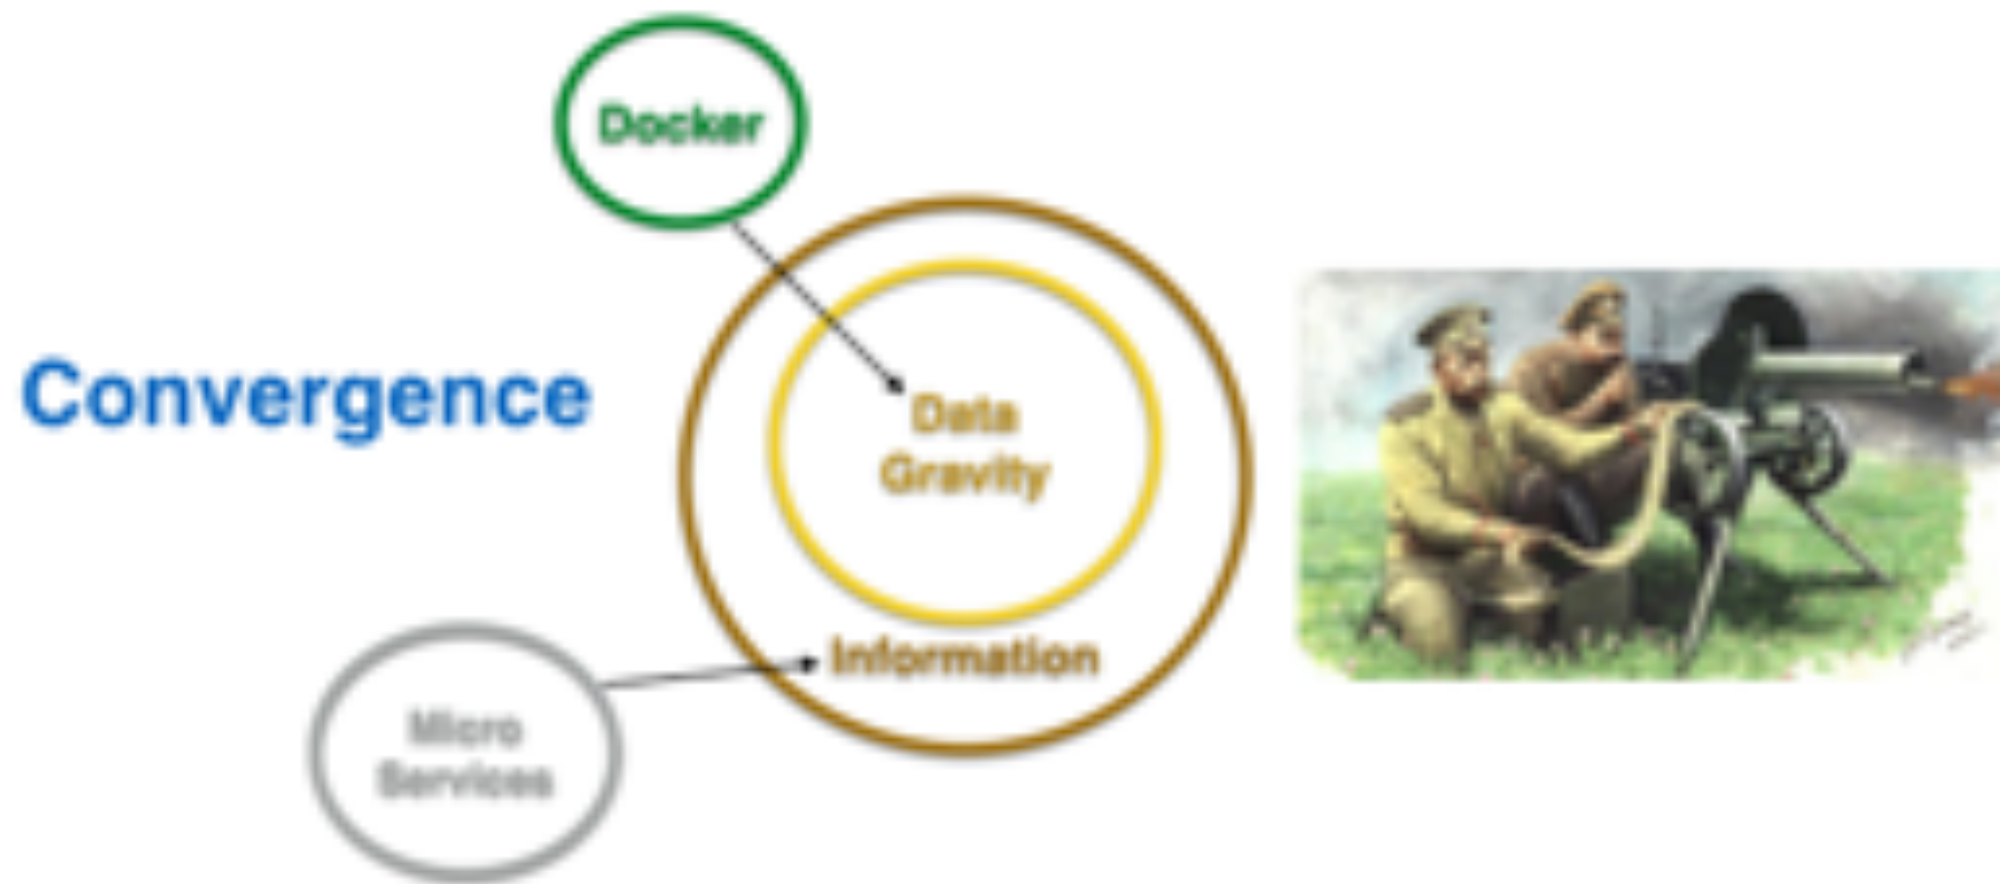 Docker
Convergence
Data
Gravity
Information
Micro
Services